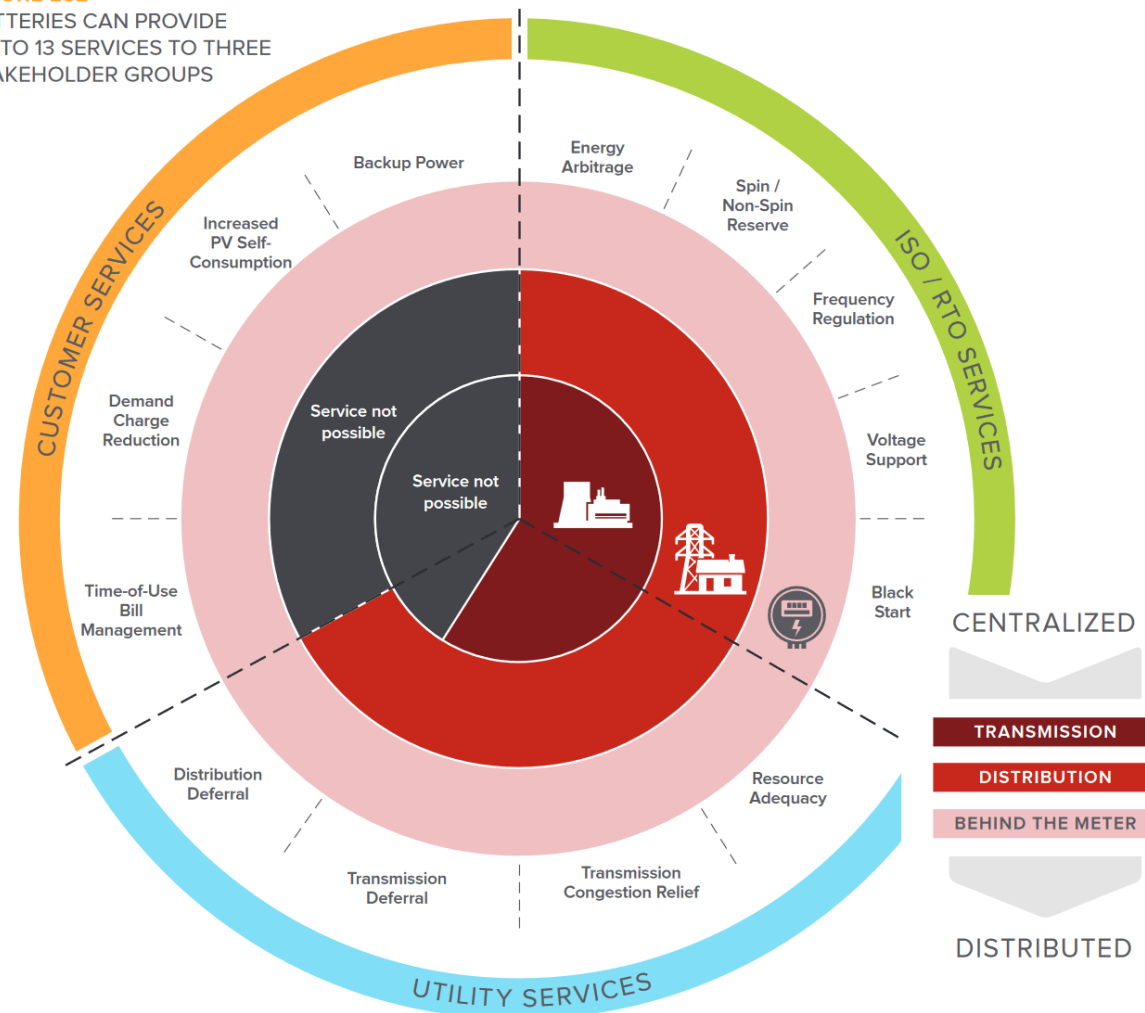 TO 13 SERVICES TO THREE
CAN PROVIDE
GROUPS
Backup Power
Energy
Arbitrage
Spin /
Non-Spin
Reserve
Increased
PV Self-
Consumption
Frequency
Regulation
CUSTOMER SERVICES
ISO / RTO SERVICES
Demand
Charge
Reduction
Service not
possible
Service not
possible
Voltage
Support
Time-of-Use
Bill
Management
Black
Start
CENTRALIZED
TRANSMISSION
DISTRIBUTION
BEHIND THE METER
DISTRIBUTED
Distribution
Deferral
Resource
Adequacy
Transmission
Deferral
Transmission
Congestion Relief
UTILITY SERVICES